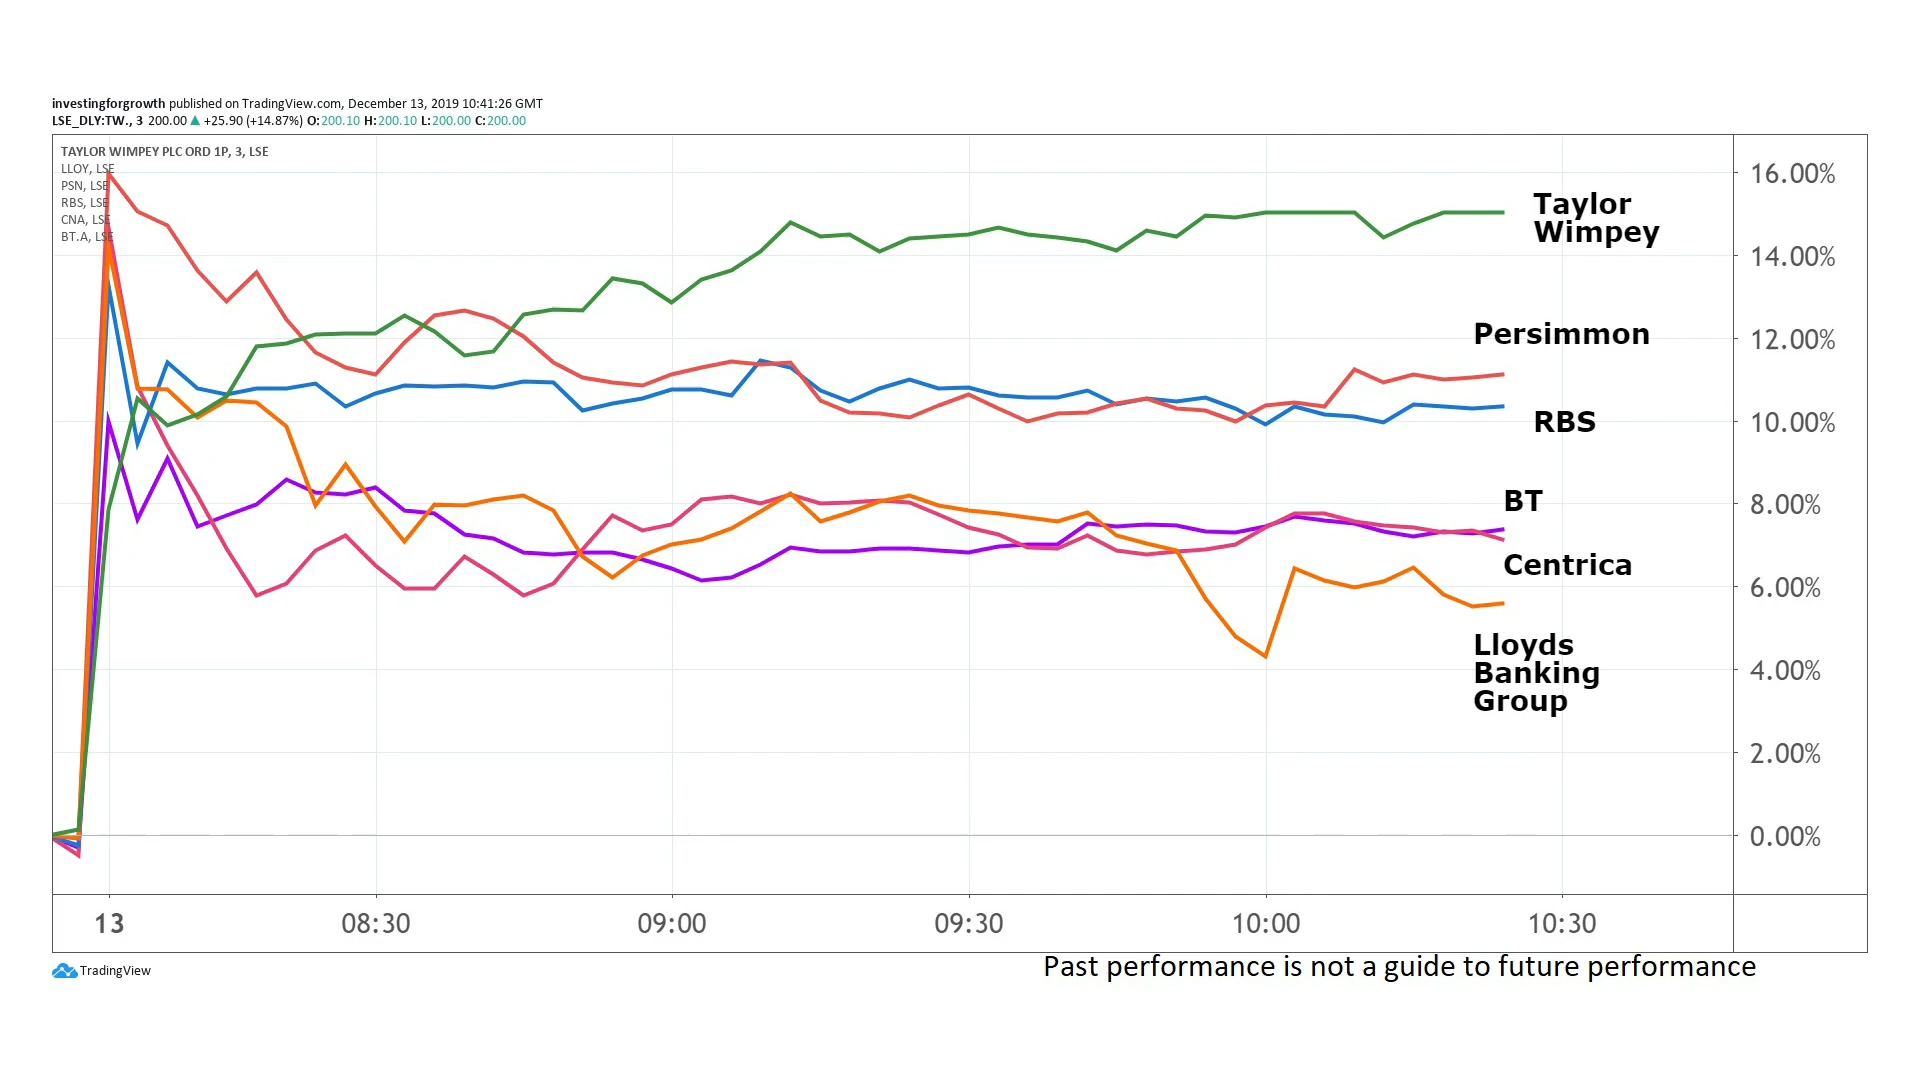 investingforgrowth published on TradingView.com, December 13, 2019 10:41:26 GMT
LSE_DLY:TW., 3 200.00 ▲ +25.90 (+14.87%) O:200.10 H:200.10 L:200.00 C:200.00
TAYLOR WIMPEY PLC ORD 1P, 3, LSE
LLOY, LSE
PSN, LSE
RBS, LSE
CNA, LSE
BT.A, LSE
16.00%
Taylor
Wimpey
14.00%
Persimmon
12.00%
RBS
10.00%
BT
8.00%
Centrica
6.00%
Lloyds
Banking
Group
4.00%
2.00%
0.00%
13 08:30 09:00 09:30 10:00 10:30
TradingView
Past performance is not a guide to future performance